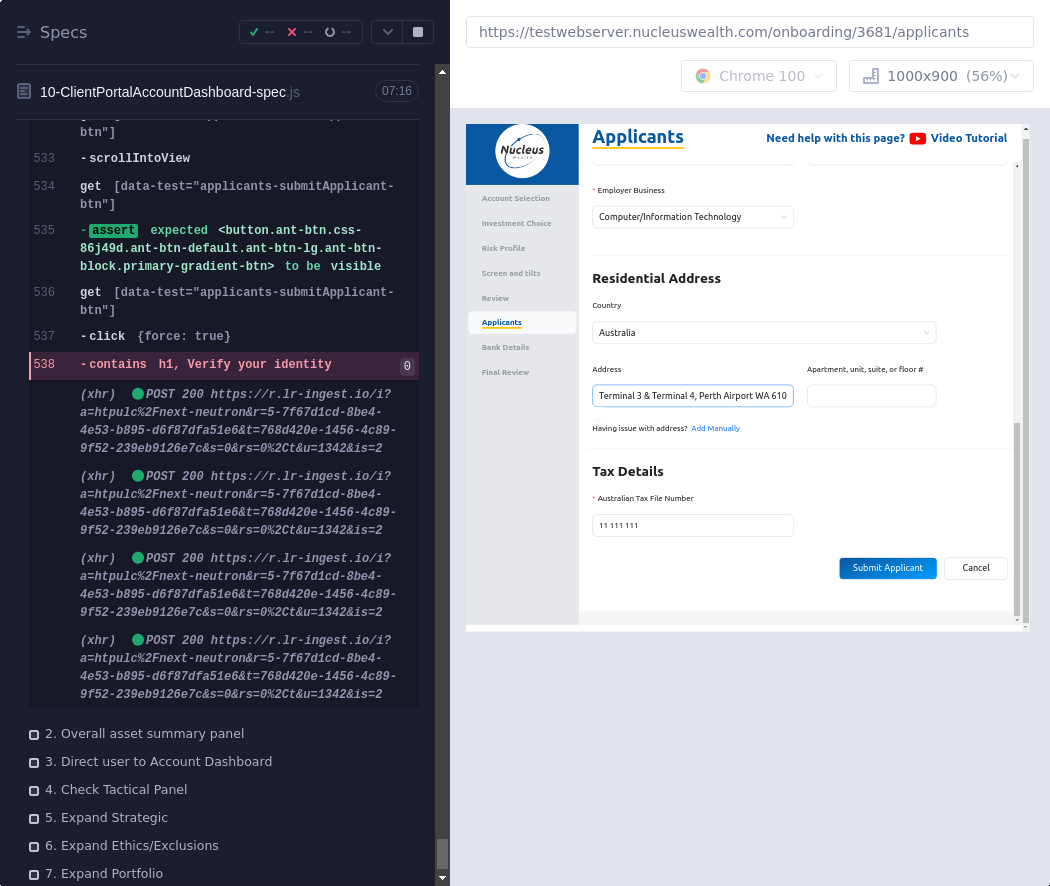 Specs
--
--
--
10-ClientPortalAccountDashboard-spec.js
07:16
btn"]
533 -scrollIntoView
534 get [data-test="applicants-submitApplicant-
btn"]
535 -assert expected <button.ant-btn.css-
86j49d.ant-btn-default.ant-btn-lg.ant-btn-
block.primary-gradient-btn> to be visible
536 get [data-test="applicants-submitApplicant-
btn"]
537 -click {force: true}
538 -contains h1, Verify your identity 0
(xhr) POST 200 https://r.lr-ingest.io/i?
a=htpulc%2Fnext-neutron&r=5-7f67d1cd-8be4-
4e53-b895-d6f87dfa51e6&t=768d420e-1456-4c89-
9f52-239eb9126e7c&s=0&rs=0%2Ct&u=1342&is=2
(xhr) POST 200 https://r.lr-ingest.io/i?
a=htpulc%2Fnext-neutron&r=5-7f67d1cd-8be4-
4e53-b895-d6f87dfa51e6&t=768d420e-1456-4c89-
9f52-239eb9126e7c&s=0&rs=0%2Ct&u=1342&is=2
(xhr) POST 200 https://r.lr-ingest.io/i?
a=htpulc%2Fnext-neutron&r=5-7f67d1cd-8be4-
4e53-b895-d6f87dfa51e6&t=768d420e-1456-4c89-
9f52-239eb9126e7c&s=0&rs=0%2Ct&u=1342&is=2
(xhr) POST 200 https://r.lr-ingest.io/i?
a=htpulc%2Fnext-neutron&r=5-7f67d1cd-8be4-
4e53-b895-d6f87dfa51e6&t=768d420e-1456-4c89-
9f52-239eb9126e7c&s=0&rs=0%2Ct&u=1342&is=2
2. Overall asset summary panel
3. Direct user to Account Dashboard
4. Check Tactical Panel
5. Expand Strategic
6. Expand Ethics/Exclusions
7. Expand Portfolio
https://testwebserver.nucleuswealth.com/onboarding/3681/applicants
Chrome 100
1000x900 (56%)
Nucleus
Wealth
Account Selection
Investment Choice
Risk Profile
Screen and tilts
Review
Applicants
Bank Details
Final Review
Applicants
Need help with this page? Video Tutorial
* Employer Business
Computer/Information Technology
Residential Address
Country
Australia
Address
Apartment, unit, suite, or floor #
Terminal 3 & Terminal 4, Perth Airport WA 610
Having issue with address? Add Manually
Tax Details
* Australian Tax File Number
11 111 111
Submit Applicant
Cancel